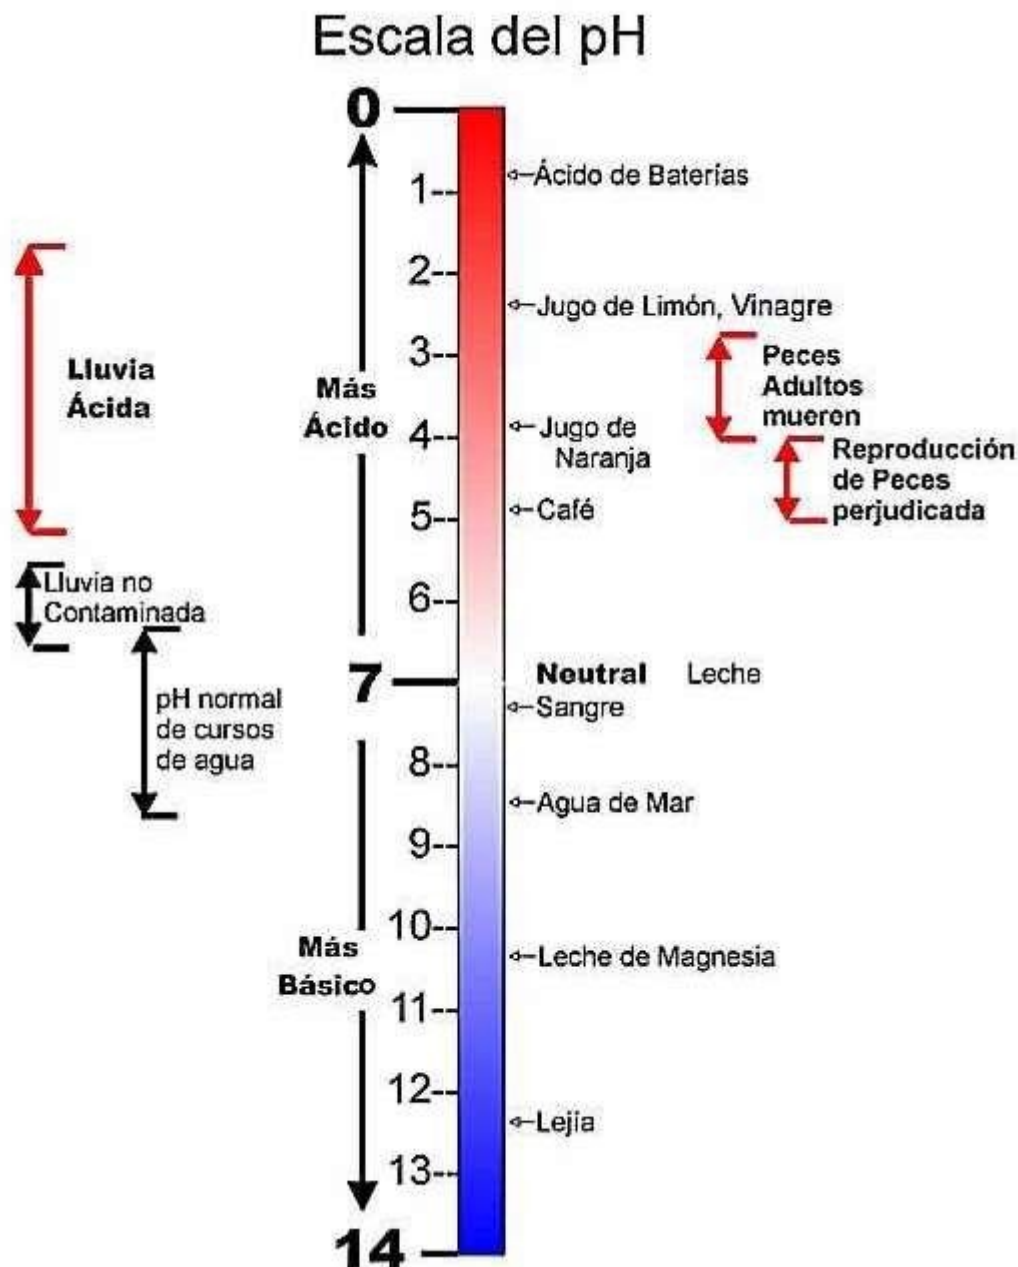 Escala del pH
0
Ácido de Baterías
1
2
Jugo de Limón, Vinagre
3
Peces
Adultos
mueren
Lluvia
Ácida
Más
Ácido
4
Jugo de
Naranja
Reproducción
de Peces
perjudicada
5
Café
Lluvia no
Contaminada
6
7
Neutral Leche
Sangre
pH normal
de cursos
de agua
8
Agua de Mar
9
10
Más
Básico
Leche de Magnesia
11
12
Lejía
13
14